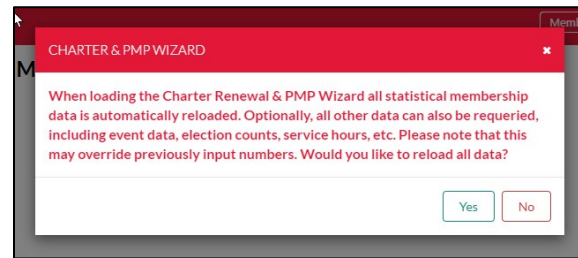 Memb
CHARTER & PMP WIZARD
×
M
When loading the Charter Renewal & PMP Wizard all statistical membership
data is automatically reloaded. Optionally, all other data can also be requeried,
including event data, election counts, service hours, etc. Please note that this
may override previously input numbers. Would you like to reload all data?
Yes No